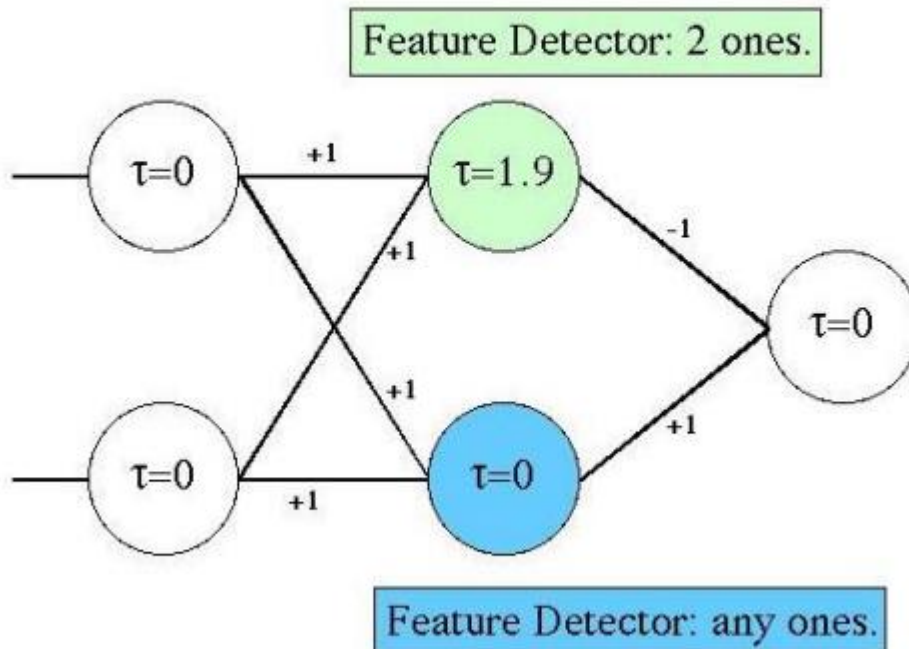 Feature Detector: 2 ones.
+1
τ=0
τ=1.9
-1
+1
τ=0
+1
+1
τ=0
τ=0
+1
Feature Detector: any ones.